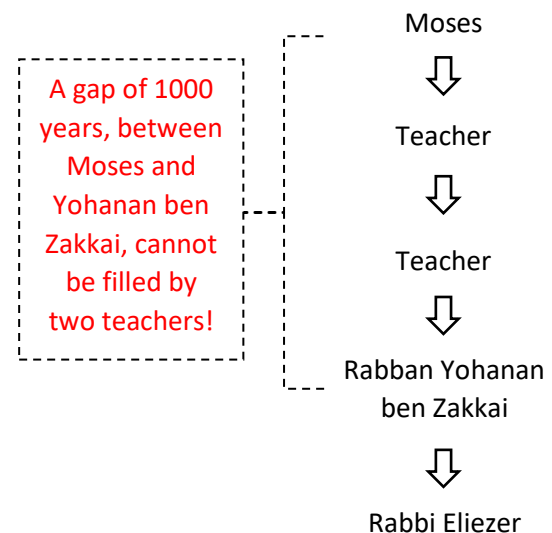 Moses
A gap of 1000
years, between
Moses and
Yohanan ben
Zakkai, cannot
be filled by
two teachers!
Teacher
Teacher
Rabban Yohanan
ben Zakkai
Rabbi Eliezer